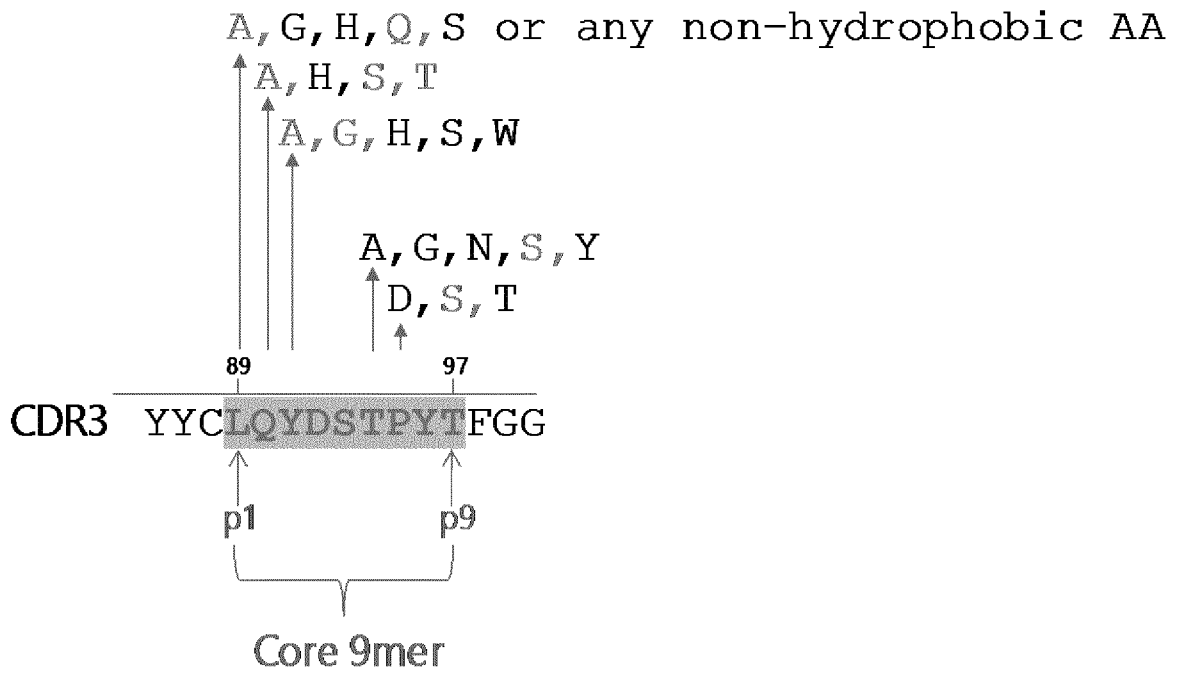 A, G, H, Q, S or any non-hydrophobic AA
A, H, S, T
A, G, H, S, W
A, G, N, S, Y
D, S, T
89 97
CDR3 YYCLQYDSTPYTFGG
p1 p9
Core 9mer